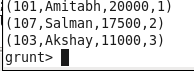 (101,Amitabh,20000,1)
(107,Salman,17500,2)
(103,Akshay,11000,3)
grunt>